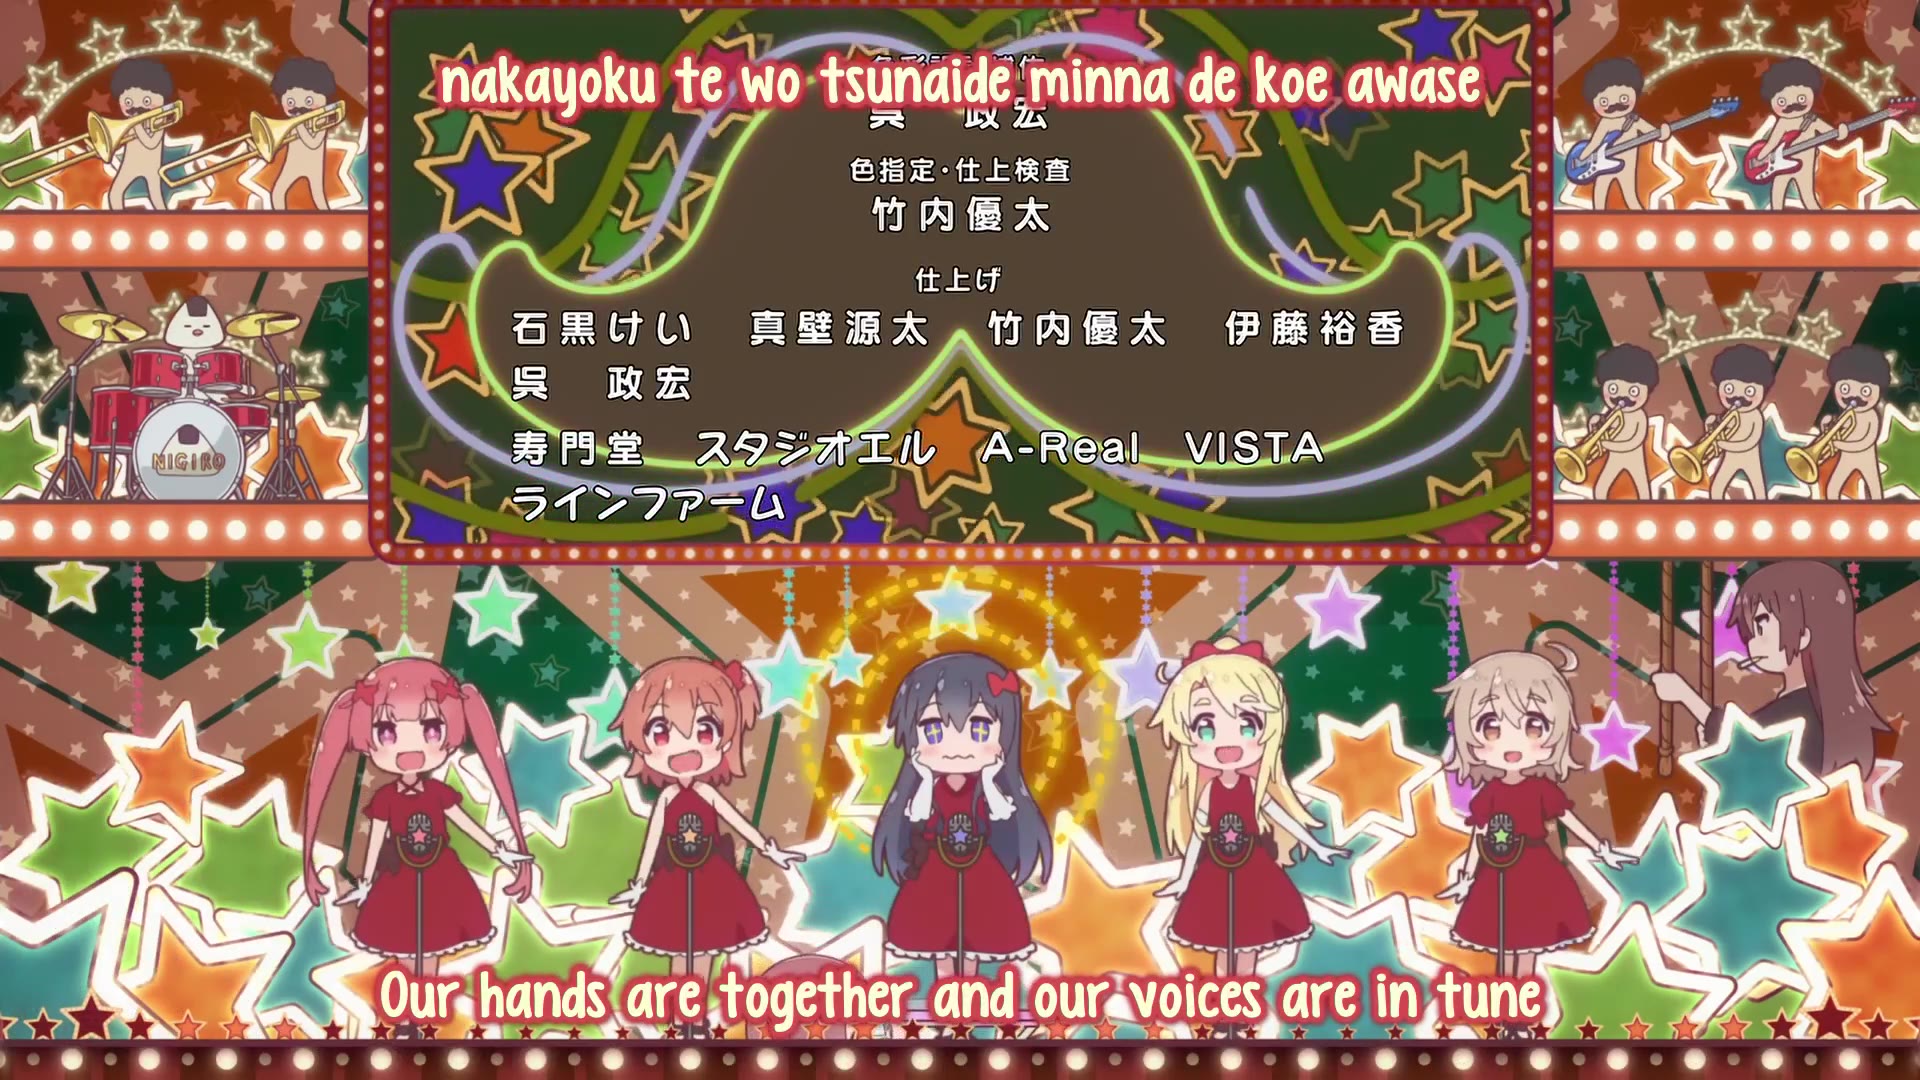 nakayoku te wo tsunaide minna de koe awase
呉 政宏
色指定・仕上検査
竹内優太
仕上げ
石黒けい 真壁源太 竹内優太 伊藤裕香
呉 政宏
寿門堂 スタジオエル A-Real VISTA
ラインファーム
NIGIRO
Our hands are together and our voices are in tune